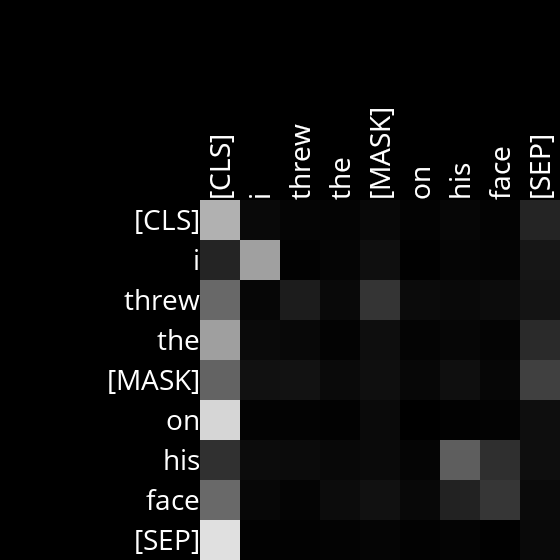 [CLS] i threw the [MASK] on his face [SEP]
[CLS]
i
threw
the
[MASK]
on
his
face
[SEP]